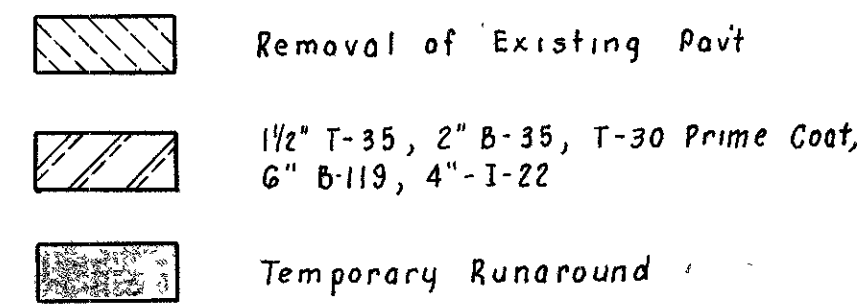 Removal of Existing Pav't
1½" T-35, 2" B-35, T-30 Prime Coat,
6" B-119, 4"-I-22
Temporary Runaround